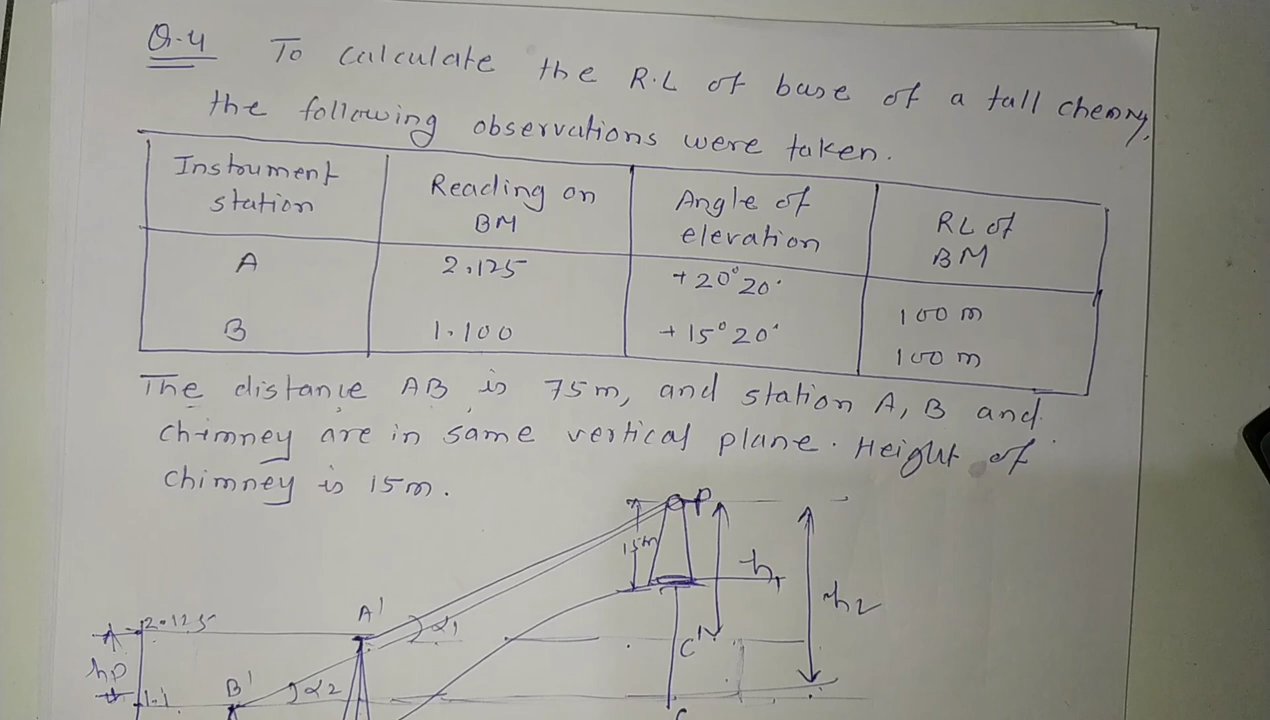 Q.4 To calculate the R.L of base of a tall chemny,
the following observations were taken.
Instrument station | Reading on BM | Angle of elevation | RL of BM
A | 2.125 | +20°20' | 100 m
B | 1.100 | +15°20' | 100 m
The distance AB is 75m, and station A, B and
chimney are in same vertical plane. Height of
chimney is 15m.
P
15m
h1
h2
A'
2.125
α1
C'
hp
B'
1.1
α2